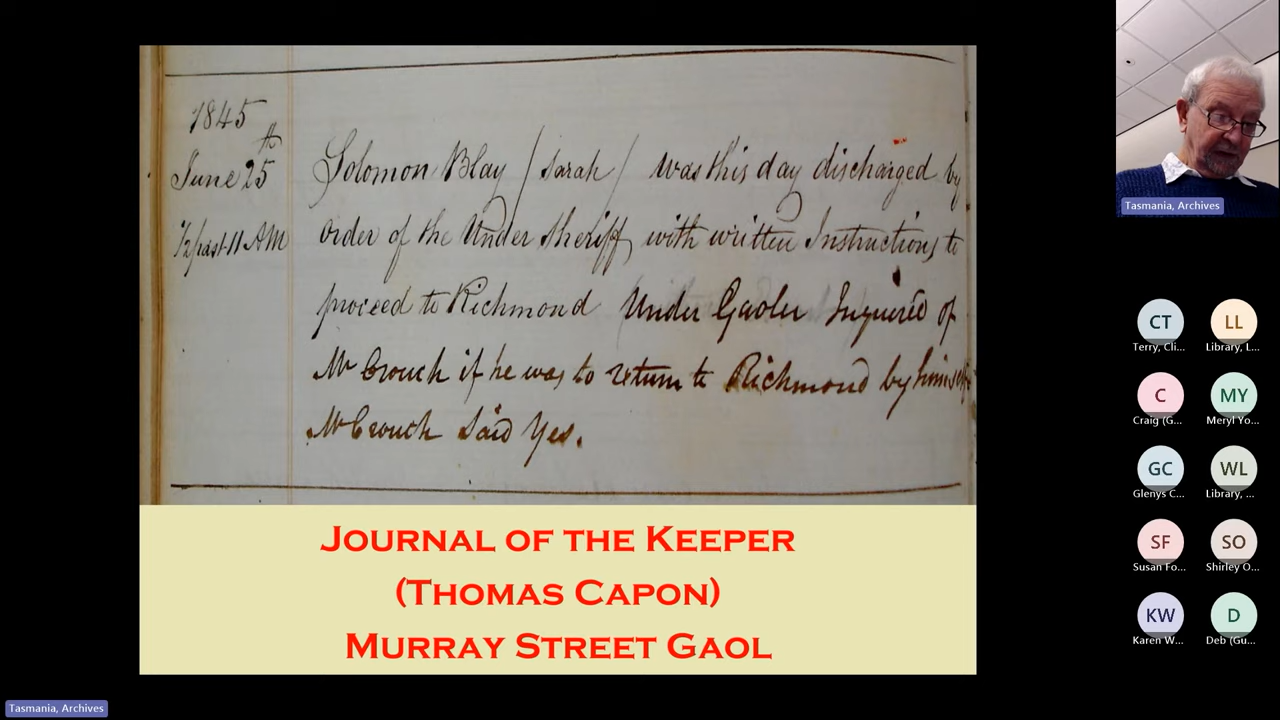 1845
June 25th
½ past 11 AM
Solomon Blay / Sarah / was this day discharged by
order of the Under Sheriff, with written Instructions to
proceed to Richmond Under Gaoler Inquired of
Mr Crouch if he was to return to Richmond by himself
Mr Crouch Said Yes.
JOURNAL OF THE KEEPER
(THOMAS CAPON)
MURRAY STREET GAOL
Tasmania, Archives
CT
LL
Terry, Cli...
Library, L...
C
MY
Craig (G...
Meryl Yo...
GC
WL
Glenys C...
Library, ...
SF
SO
Susan Fo...
Shirley O...
KW
D
Karen W...
Deb (Gu...
Tasmania, Archives